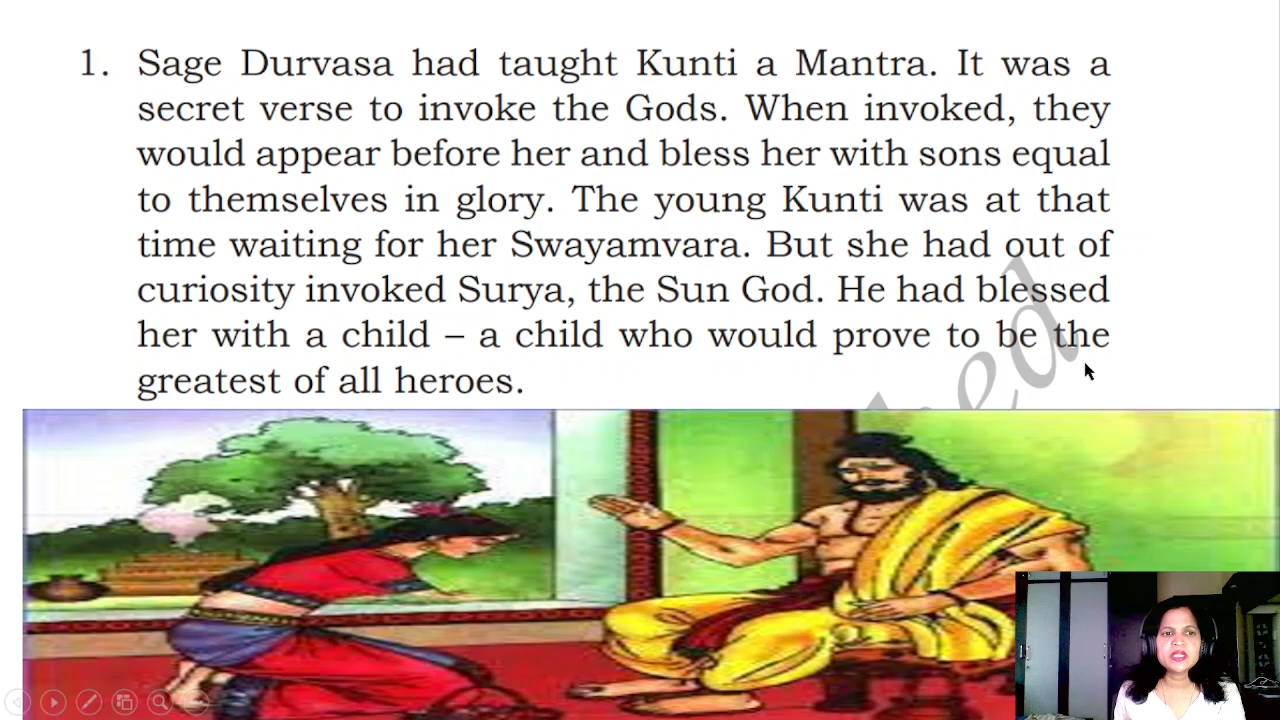 1. Sage Durvasa had taught Kunti a Mantra. It was a
secret verse to invoke the Gods. When invoked, they
would appear before her and bless her with sons equal
to themselves in glory. The young Kunti was at that
time waiting for her Swayamvara. But she had out of
curiosity invoked Surya, the Sun God. He had blessed
her with a child – a child who would prove to be the
greatest of all heroes.